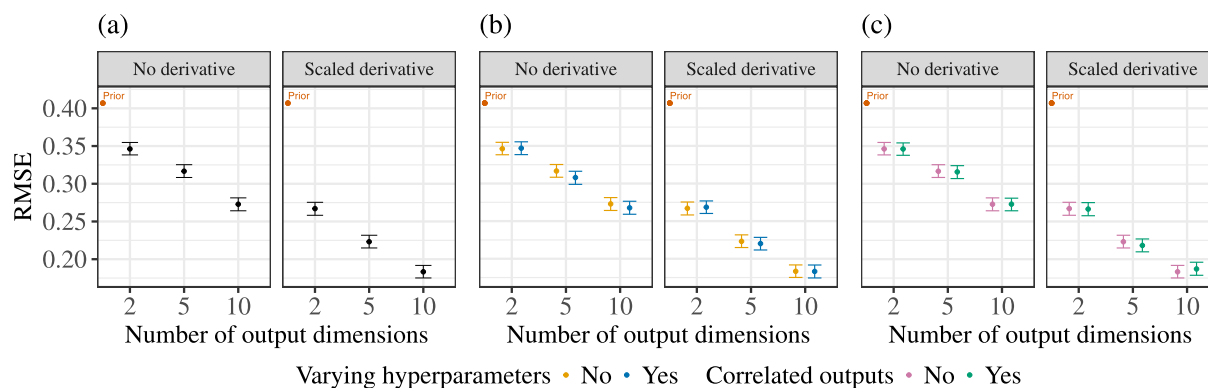 (a) (b) (c)
No derivative Scaled derivative No derivative Scaled derivative No derivative Scaled derivative
Prior Prior Prior Prior Prior Prior
RMSE
0.40
0.35
0.30
0.25
0.20
2 5 10 2 5 10 2 5 10 2 5 10 2 5 10 2 5 10
Number of output dimensions Number of output dimensions Number of output dimensions
Varying hyperparameters No Yes Correlated outputs No Yes